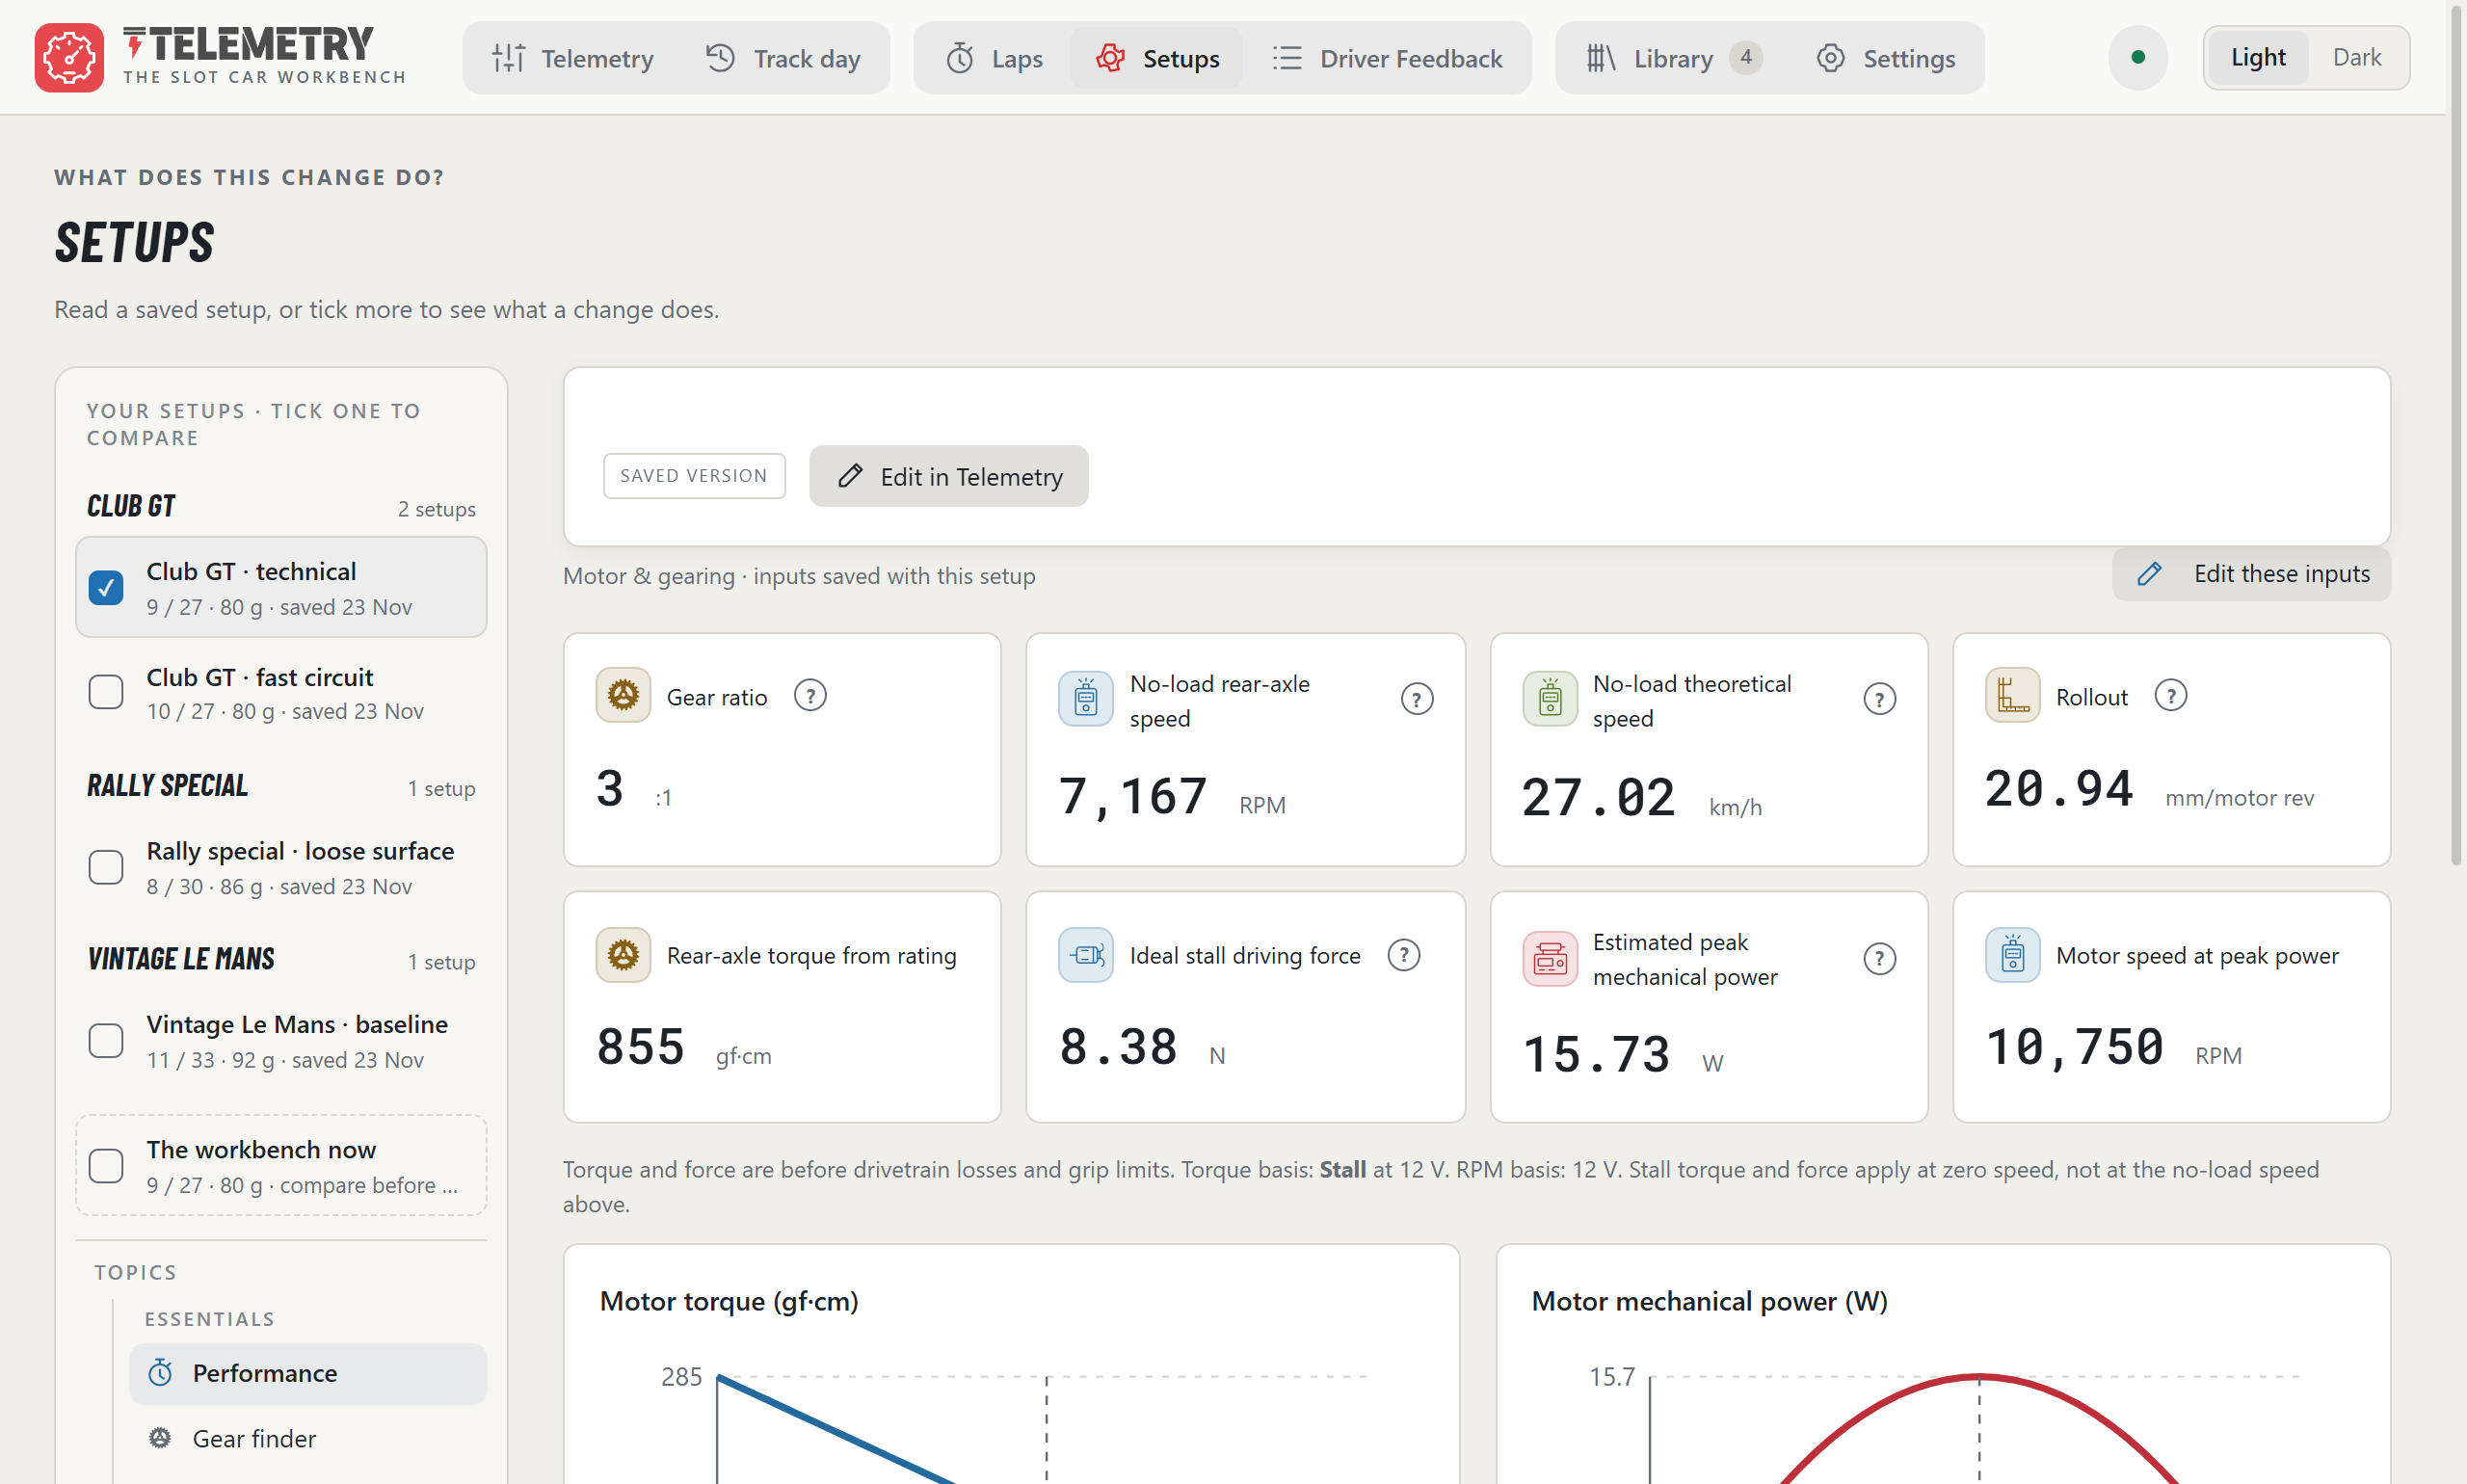 TELEMETRY
THE SLOT CAR WORKBENCH
Telemetry
Track day
Laps
Setups
Driver Feedback
Library 4
Settings
Light
Dark
WHAT DOES THIS CHANGE DO?
SETUPS
Read a saved setup, or tick more to see what a change does.
YOUR SETUPS · TICK ONE TO
COMPARE
CLUB GT
2 setups
Club GT · technical
9 / 27 · 80 g · saved 23 Nov
Club GT · fast circuit
10 / 27 · 80 g · saved 23 Nov
RALLY SPECIAL
1 setup
Rally special · loose surface
8 / 30 · 86 g · saved 23 Nov
VINTAGE LE MANS
1 setup
Vintage Le Mans · baseline
11 / 33 · 92 g · saved 23 Nov
The workbench now
9 / 27 · 80 g · compare before ...
TOPICS
ESSENTIALS
Performance
Gear finder
SAVED VERSION
Edit in Telemetry
Motor & gearing · inputs saved with this setup
Edit these inputs
Gear ratio ?
3 :1
No-load rear-axle
speed
?
7,167 RPM
No-load theoretical
speed
?
27.02 km/h
Rollout ?
20.94 mm/motor rev
Rear-axle torque from rating
855 gf·cm
Ideal stall driving force ?
8.38 N
Estimated peak
mechanical power
?
15.73 W
Motor speed at peak power
10,750 RPM
Torque and force are before drivetrain losses and grip limits. Torque basis: Stall at 12 V. RPM basis: 12 V. Stall torque and force apply at zero speed, not at the no-load speed
above.
Motor torque (gf·cm)
285
Motor mechanical power (W)
15.7